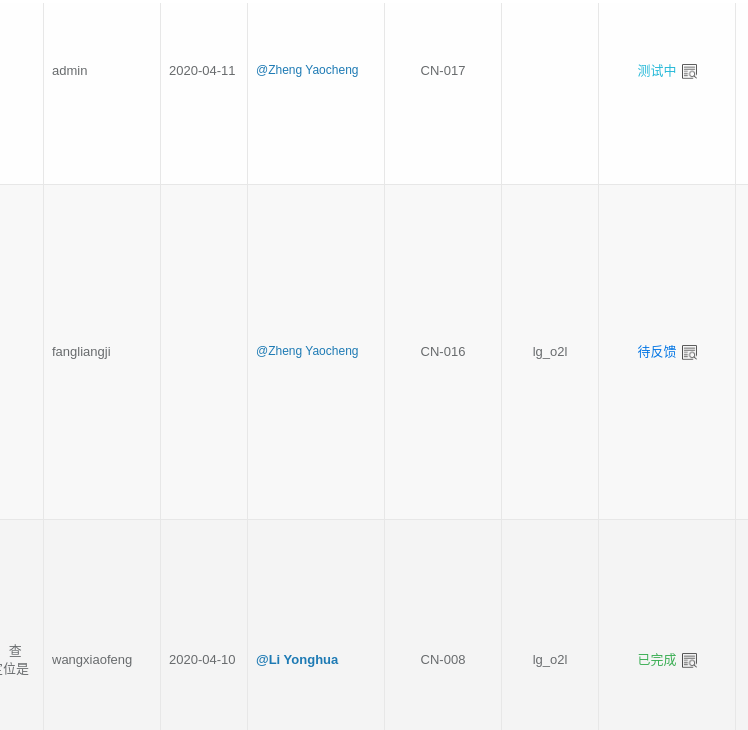 admin 2020-04-11 @Zheng Yaocheng CN-017 测试中
fangliangji @Zheng Yaocheng CN-016 lg_o2l 待反馈
查
定位是
wangxiaofeng 2020-04-10 @Li Yonghua CN-008 lg_o2l 已完成